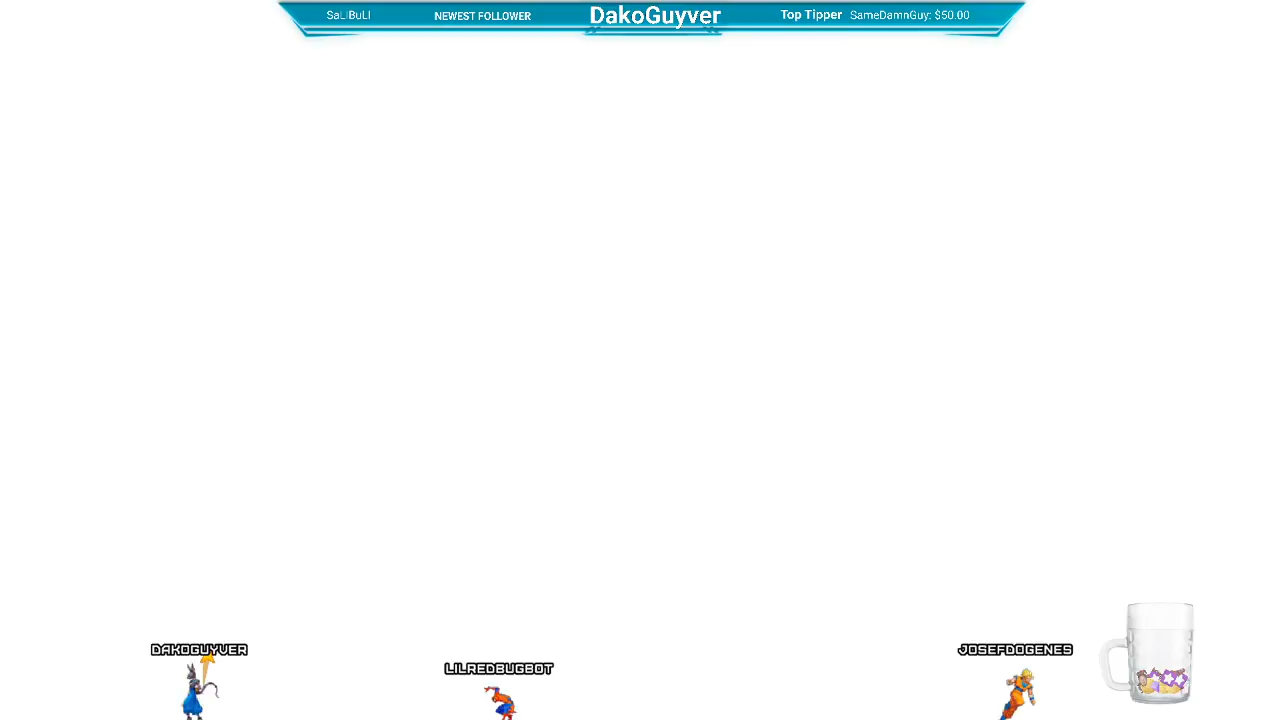 SaLIBuLI NEWEST FOLLOWER DakoGuyver Top Tipper SameDamnGuy: $50.00
DAKOGUYVER
JOSEFDOGENES
LILREDBUGBOT